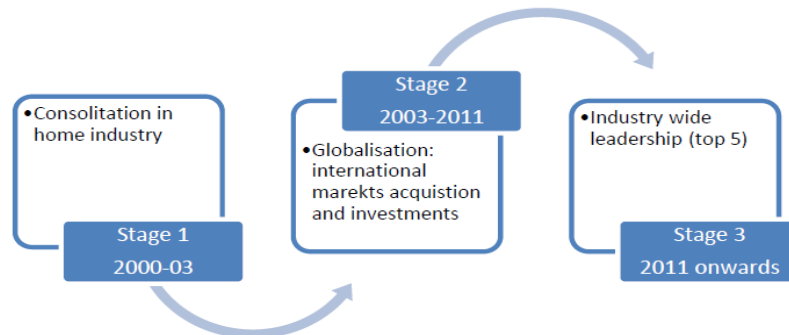 •Consolitation in
home industry
Stage 1
2000-03
Stage 2
2003-2011
•Globalisation:
international
marekts acquistion
and investments
•Industry wide
leadership (top 5)
Stage 3
2011 onwards